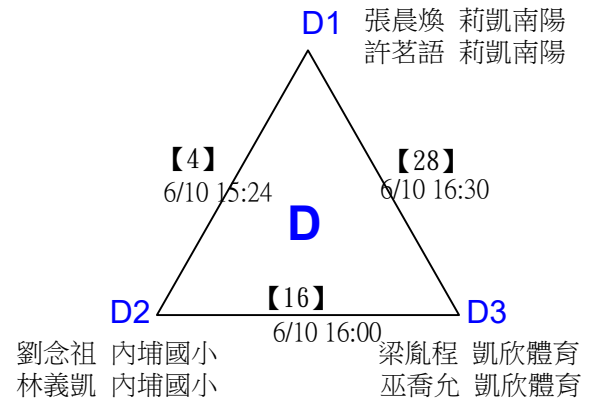 D1 張晨煥 莉凱南陽
許茗語 莉凱南陽
【4】 【28】
6/10 15:24 6/10 16:30
D
【16】
D2 D3
6/10 16:00
劉念祖 內埔國小 梁胤程 凱欣體育
林義凱 內埔國小 巫喬允 凱欣體育